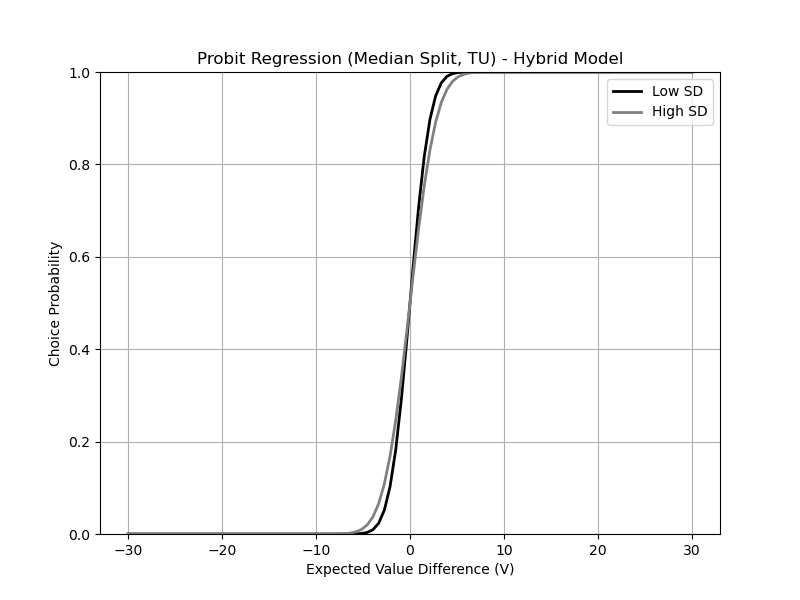 Probit Regression (Median Split, TU) - Hybrid Model
1.0
0.8
0.6
0.4
0.2
0.0
Choice Probability
Low SD
High SD
−30
−20
−10
0
10
20
30
Expected Value Difference (V)